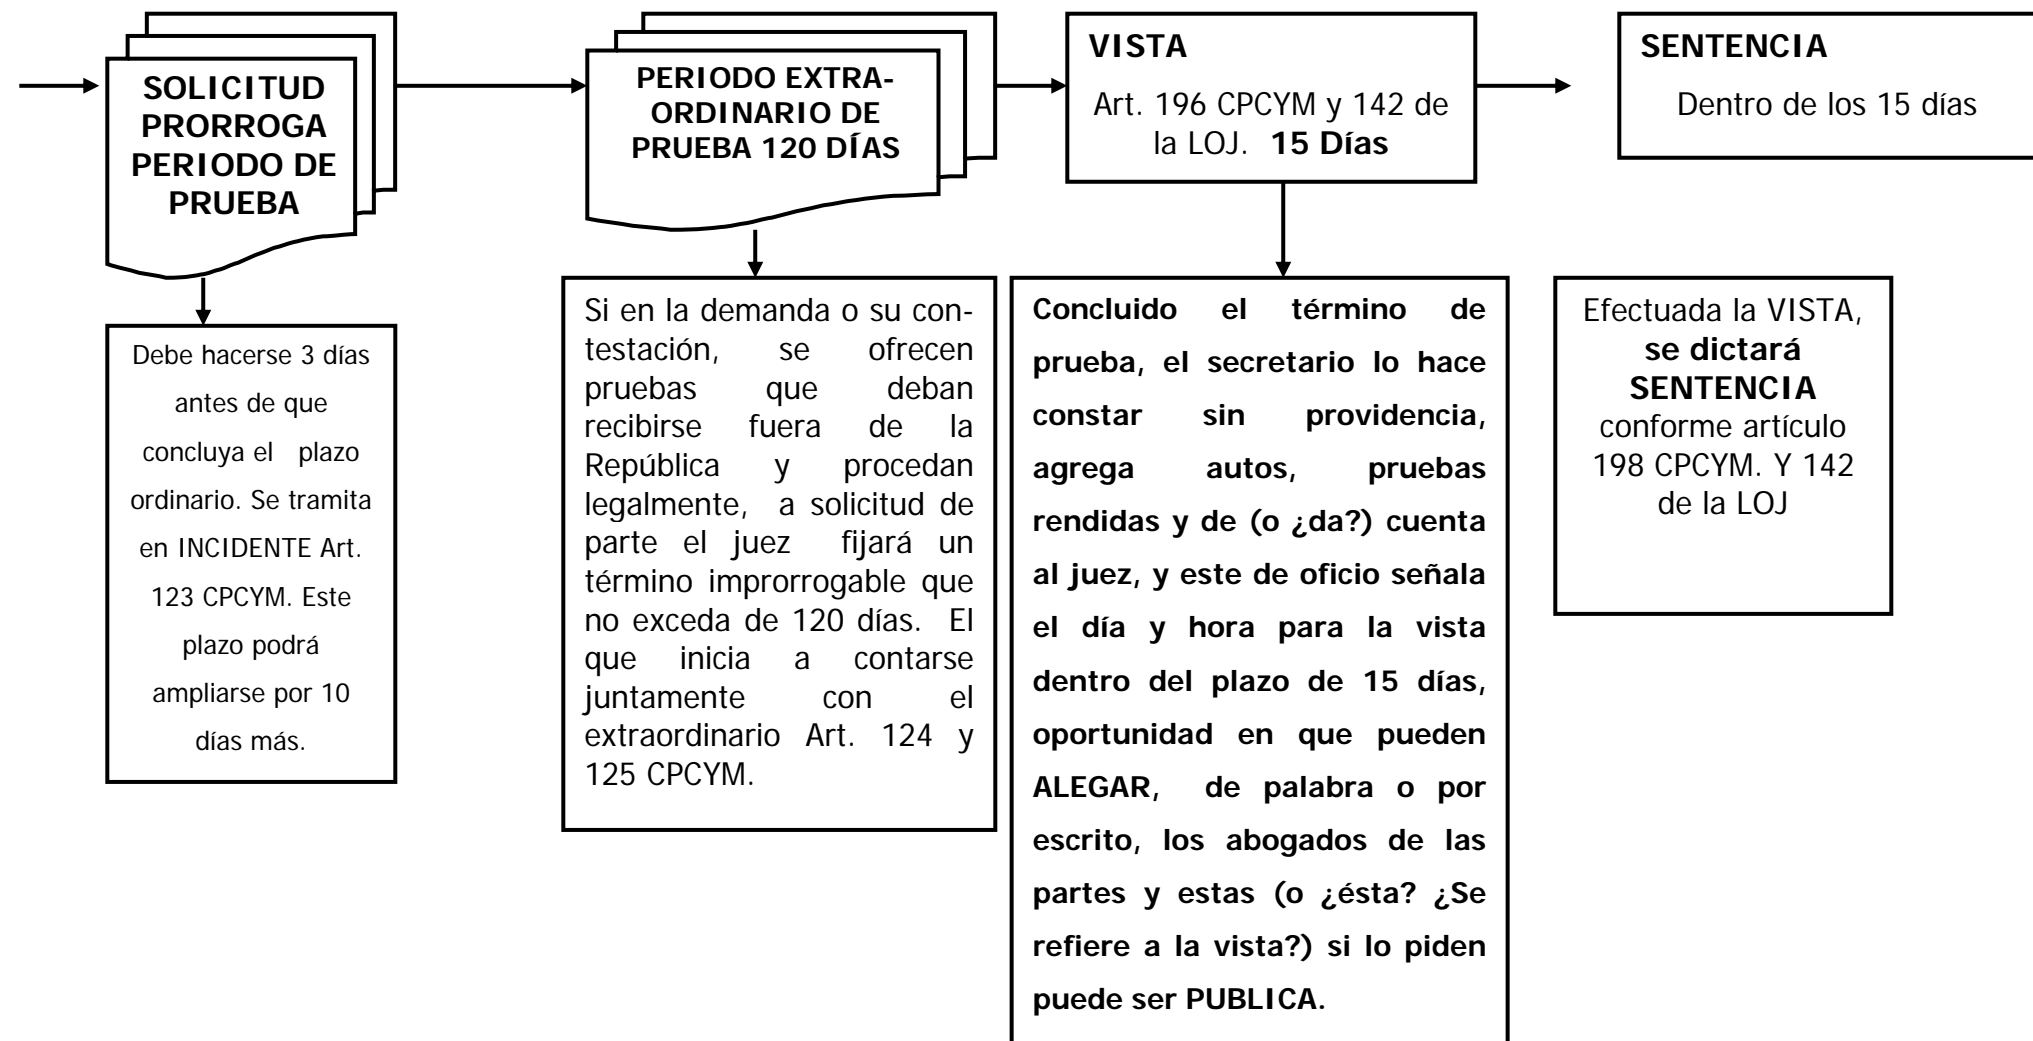 SOLICITUD
PRORROGA
PERIODO DE
PRUEBA
PERIODO EXTRA-
ORDINARIO DE
PRUEBA 120 DÍAS
VISTA
Art. 196 CPCYM y 142 de
la LOJ.  15 Días
SENTENCIA
Dentro de los 15 días
Debe hacerse 3 días
antes de que
concluya el  plazo
ordinario. Se tramita
en INCIDENTE Art.
123 CPCYM. Este
plazo podrá
ampliarse por 10
días más.
Si en la demanda o su con-
testación, se ofrecen
pruebas que deban
recibirse fuera de la
República y procedan
legalmente,  a solicitud de
parte el juez  fijará un
término improrrogable que
no exceda de 120 días.  El
que inicia a contarse
juntamente con el
extraordinario Art. 124 y
125 CPCYM.
Concluido el término de
prueba, el secretario lo hace
constar sin providencia,
agrega autos, pruebas
rendidas y de (o ¿da?) cuenta
al juez, y este de oficio señala
el día y hora para la vista
dentro del plazo de 15 días,
oportunidad en que pueden
ALEGAR,  de palabra o por
escrito, los abogados de las
partes y estas (o ¿ésta? ¿Se
refiere a la vista?) si lo piden
puede ser PUBLICA.
Efectuada la VISTA,
se dictará
SENTENCIA
conforme artículo
198 CPCYM. Y 142
de la LOJ